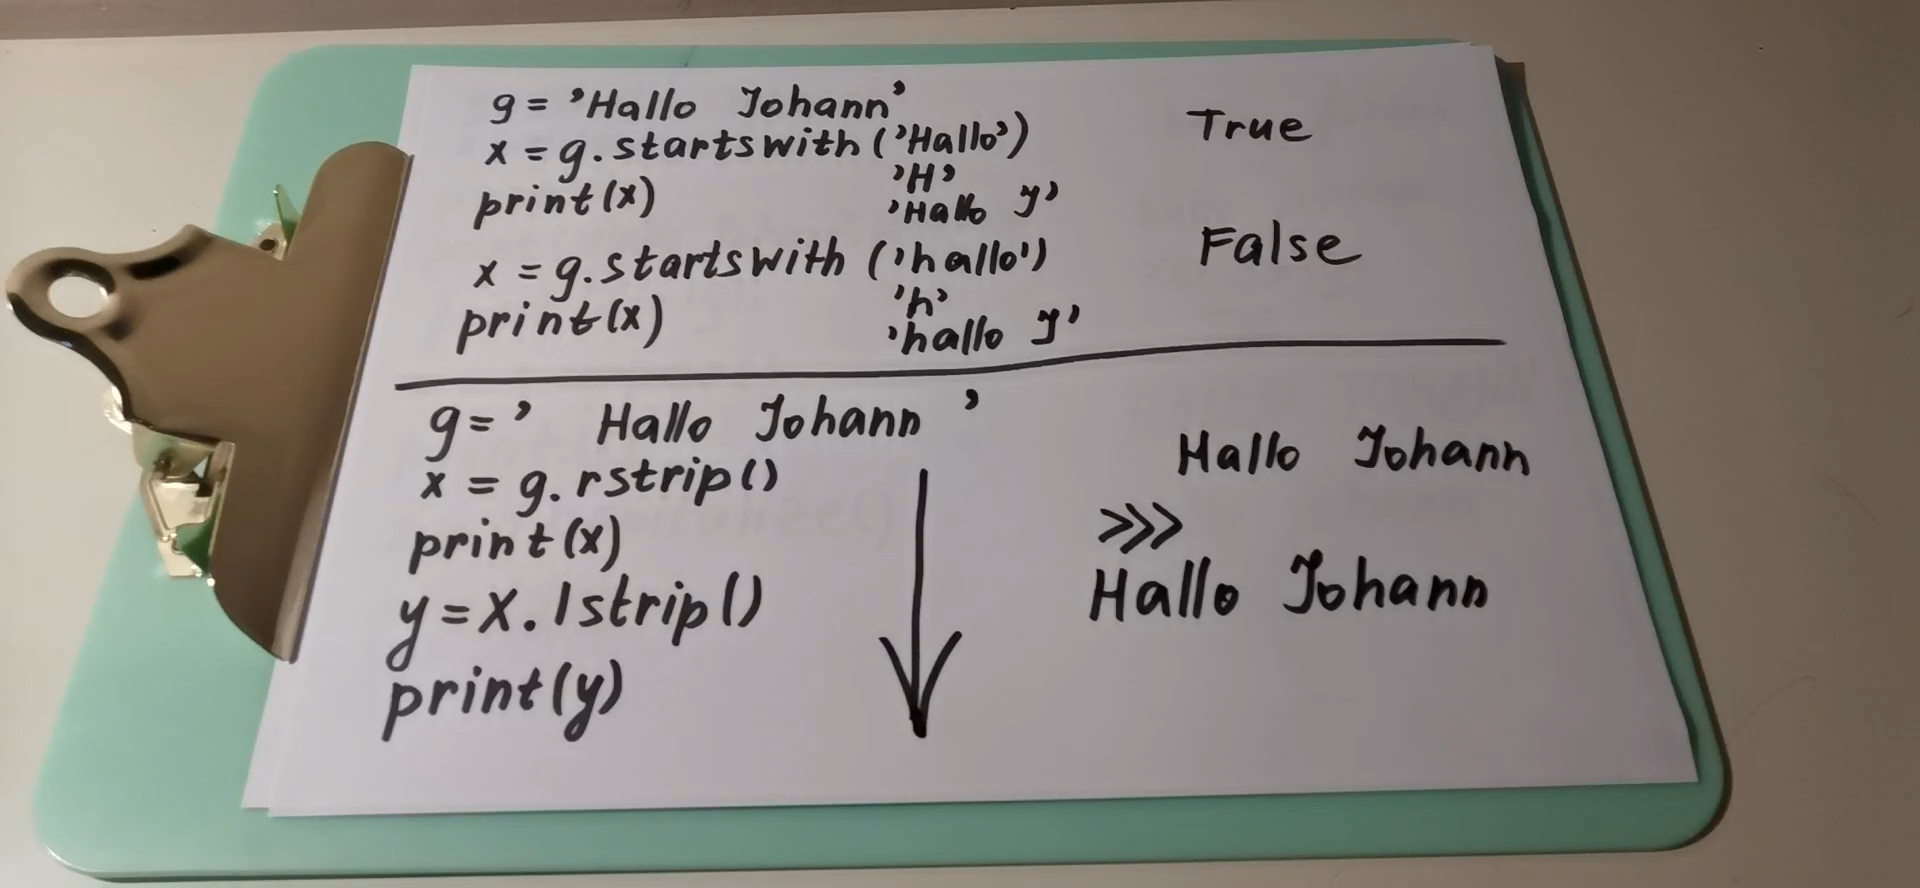 g = 'Hallo Johann'
x = g.startswith('Hallo') True
'H'
print(x) 'Hallo J'
x = g.startswith('hallo') False
'h'
print(x) 'hallo J'
g = ' Hallo Johann '
x = g.rstrip() Hallo Johann
print(x) >>>
y = x.lstrip() Hallo Johann
print(y)